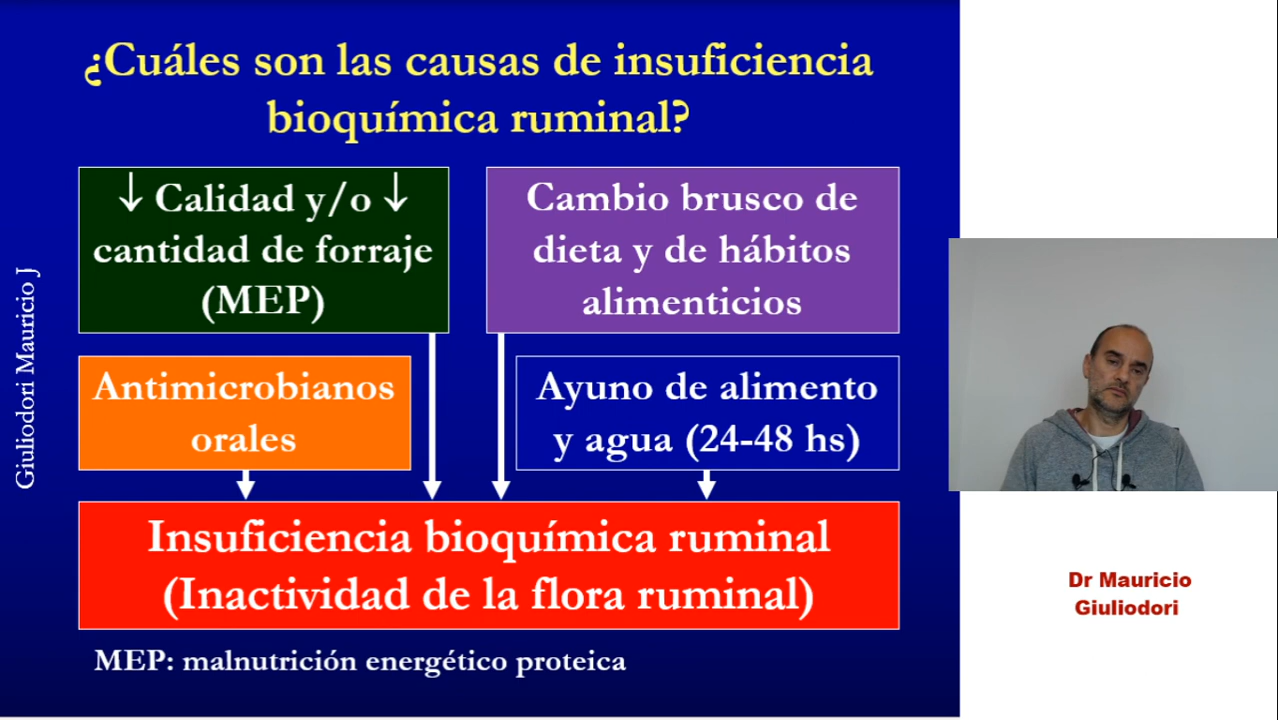 ¿Cuáles son las causas de insuficiencia
bioquímica ruminal?
↓ Calidad y/o ↓
cantidad de forraje
(MEP)
Cambio brusco de
dieta y de hábitos
alimenticios
Antimicrobianos
orales
Ayuno de alimento
y agua (24-48 hs)
Insuficiencia bioquímica ruminal
(Inactividad de la flora ruminal)
MEP: malnutrición energético proteica
Giuliodori Mauricio J
Dr Mauricio
Giuliodori